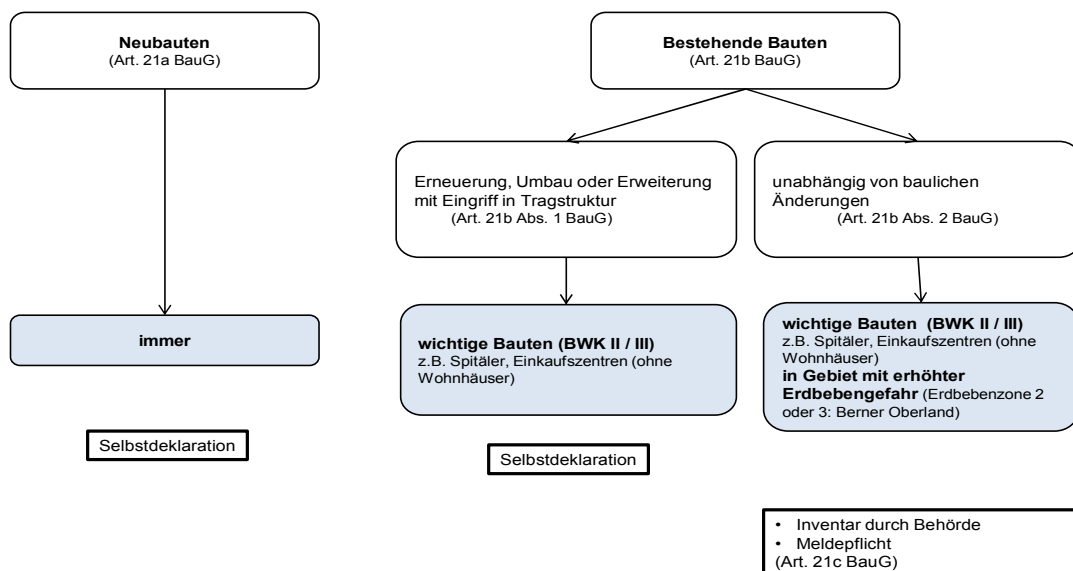 Neubauten
(Art. 21a BauG)
Bestehende Bauten
(Art. 21b BauG)
Erneuerung, Umbau oder Erweiterung
mit Eingriff in Tragstruktur
(Art. 21b Abs. 1 BauG)
unabhängig von baulichen
Änderungen
(Art. 21b Abs. 2 BauG)
immer
wichtige Bauten (BWK II / III)
z.B. Spitäler, Einkaufszentren (ohne
Wohnhäuser)
wichtige Bauten (BWK II / III)
z.B. Spitäler, Einkaufszentren (ohne
Wohnhäuser)
in Gebiet mit erhöhter
Erdbebengefahr (Erdbebenzone 2
oder 3: Berner Oberland)
Selbstdeklaration
Selbstdeklaration
• Inventar durch Behörde
• Meldepflicht
(Art. 21c BauG)